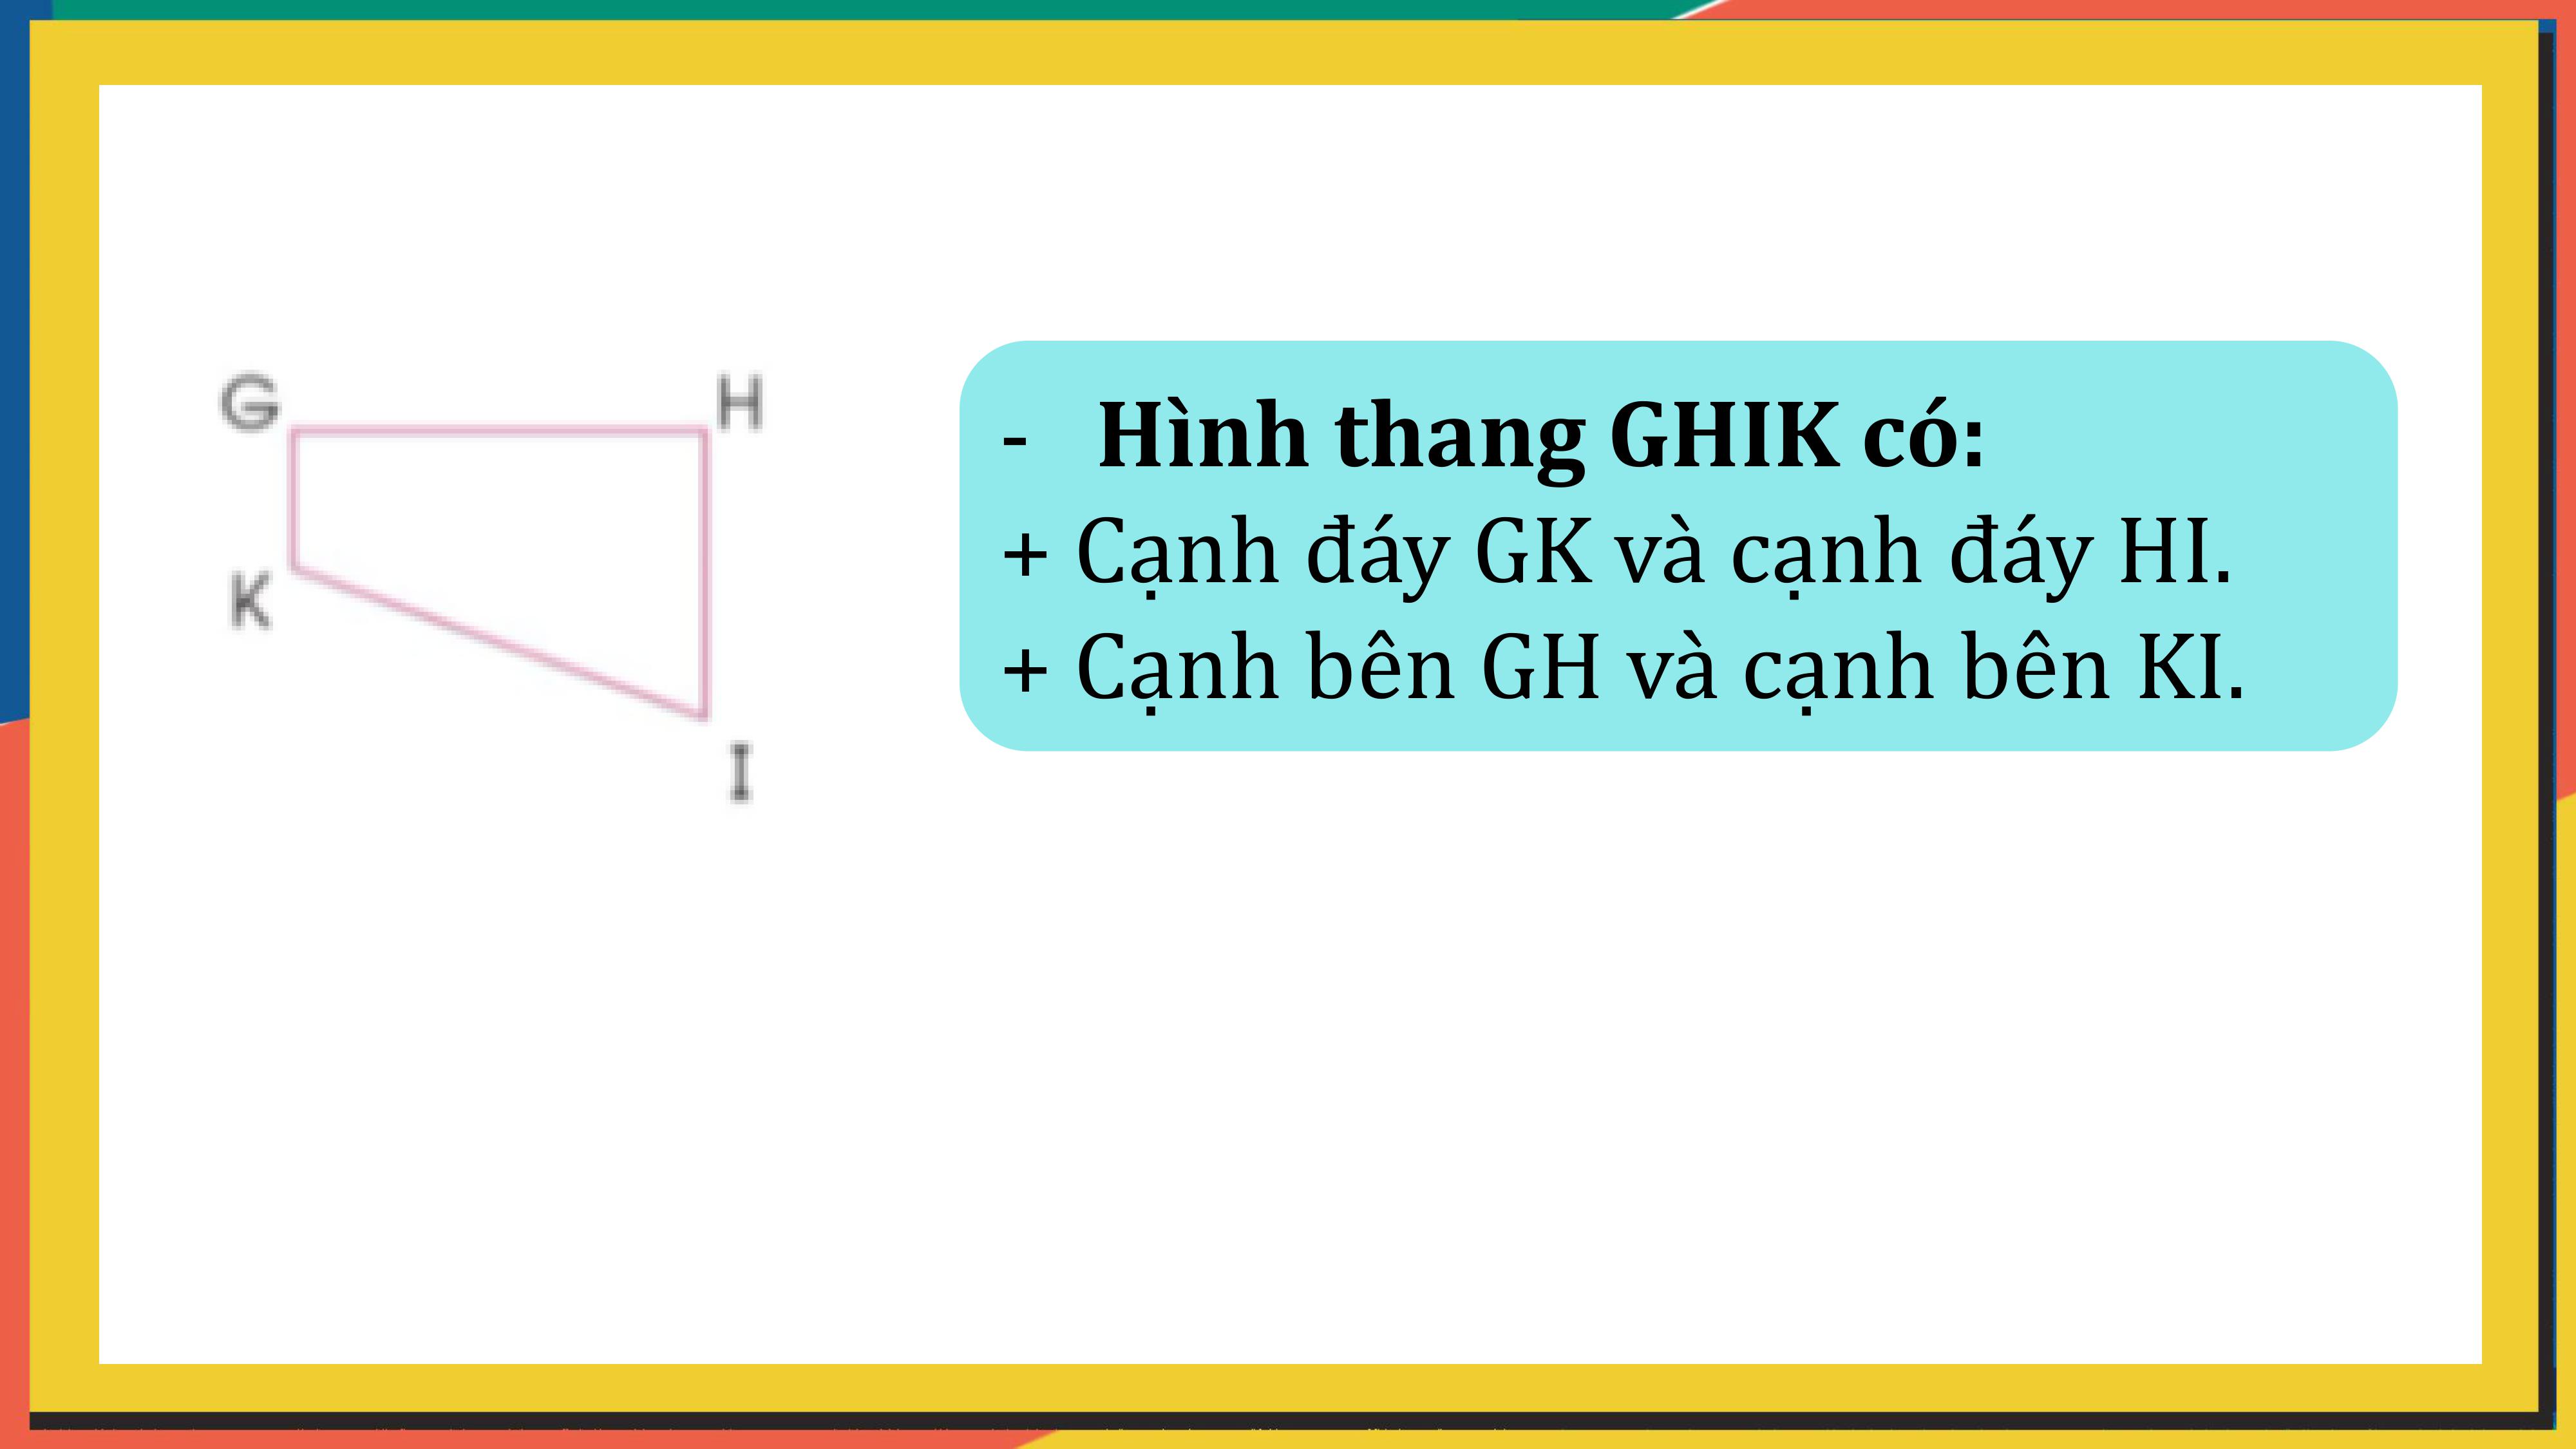 G
H
K
I
- Hình thang GHIK có:
+ Cạnh đáy GK và cạnh đáy HI.
+ Cạnh bên GH và cạnh bên KI.